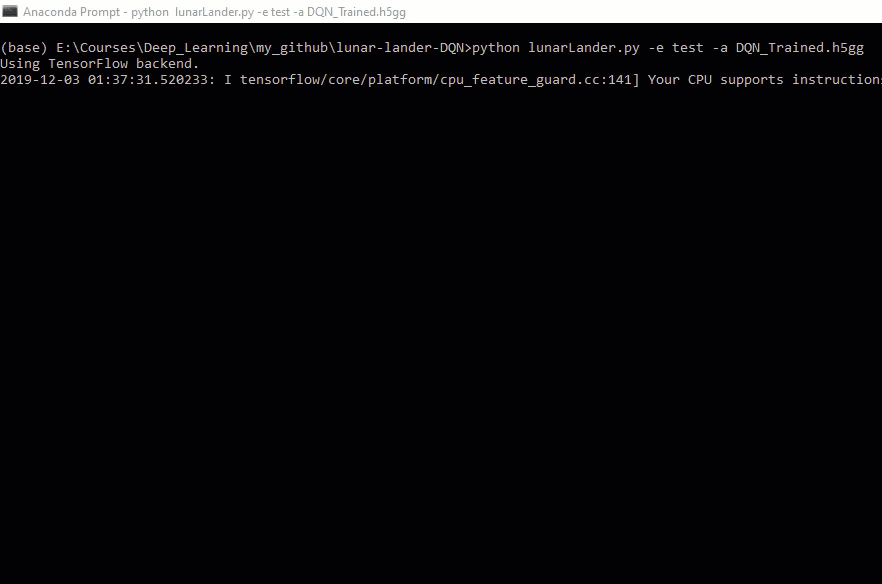 Anaconda Prompt - python  lunarLander.py -e test -a DQN_Trained.h5gg
(base) E:\Courses\Deep_Learning\my_github\lunar-lander-DQN>python lunarLander.py -e test -a DQN_Trained.h5gg
Using TensorFlow backend.
2019-12-03 01:37:31.520233: I tensorflow/core/platform/cpu_feature_guard.cc:141] Your CPU supports instruction